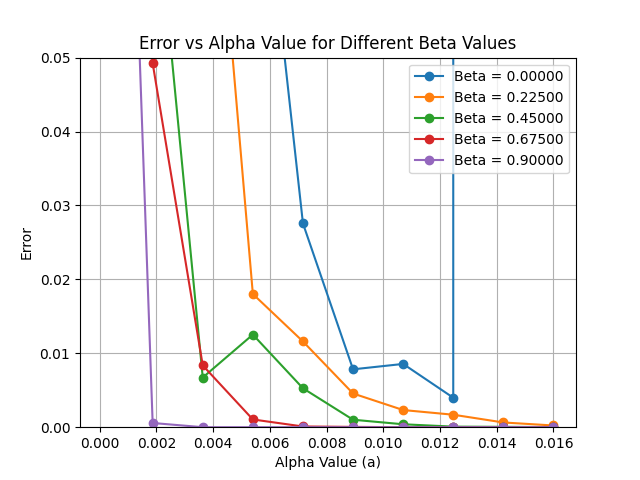 Error vs Alpha Value for Different Beta Values
0.05
0.04
0.03
0.02
0.01
0.00
Error
Beta = 0.00000
Beta = 0.22500
Beta = 0.45000
Beta = 0.67500
Beta = 0.90000
0.000 0.002 0.004 0.006 0.008 0.010 0.012 0.014 0.016
Alpha Value (a)